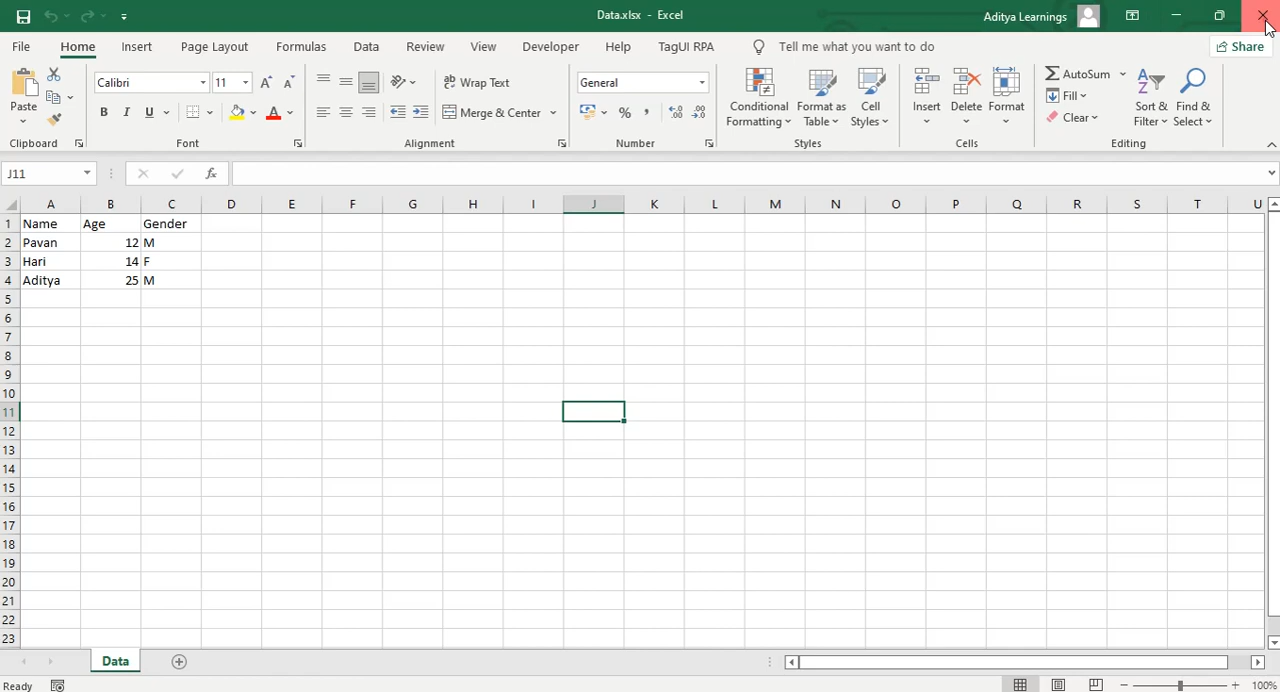 Data.xlsx - Excel
Aditya Learnings
File Home Insert Page Layout Formulas Data Review View Developer Help TagUI RPA Tell me what you want to do Share
Paste
Calibri 11
B I U A
Wrap Text
Merge & Center
General
% ,
Conditional Formatting
Format as Table
Cell Styles
Insert Delete Format
AutoSum
Fill
Clear
Sort & Filter
Find & Select
Clipboard Font Alignment Number Styles Cells Editing
J11 fx
A B C D E F G H I J K L M N O P Q R S T U
1 Name Age Gender
2 Pavan 12 M
3 Hari 14 F
4 Aditya 25 M
5
6
7
8
9
10
11
12
13
14
15
16
17
18
19
20
21
22
23
Data
Ready 100%